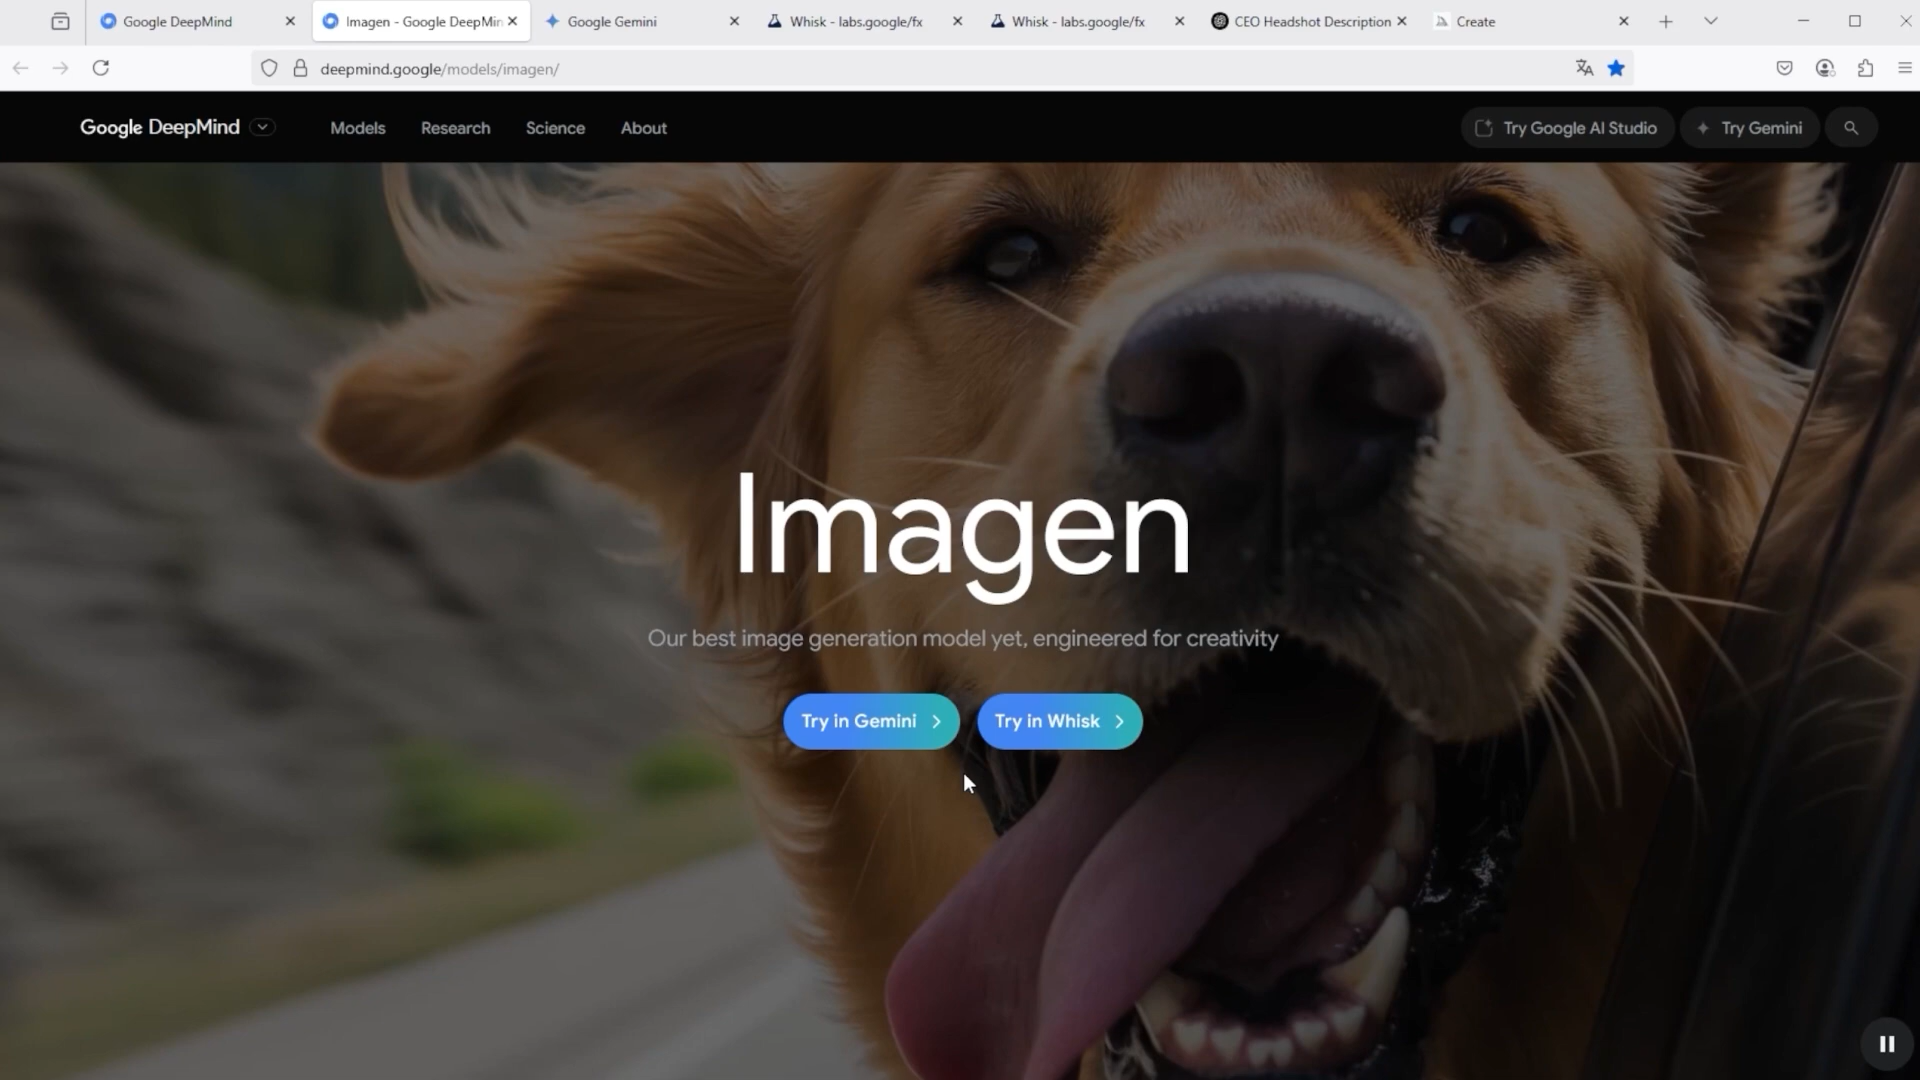 Google DeepMind
Imagen - Google DeepMin
Google Gemini
Whisk - labs.google/fx
Whisk - labs.google/fx
CEO Headshot Description
Create
deepmind.google/models/imagen/
Google DeepMind
Models
Research
Science
About
Try Google AI Studio
Try Gemini
Imagen
Our best image generation model yet, engineered for creativity
Try in Gemini
Try in Whisk